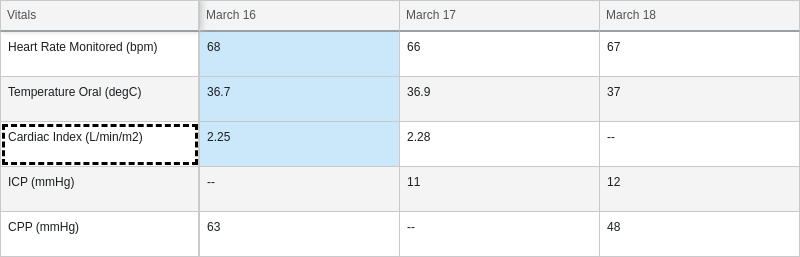 Vitals March 16 March 17 March 18
Heart Rate Monitored (bpm) 68 66 67
Temperature Oral (degC) 36.7 36.9 37
Cardiac Index (L/min/m2) 2.25 2.28 --
ICP (mmHg) -- 11 12
CPP (mmHg) 63 -- 48